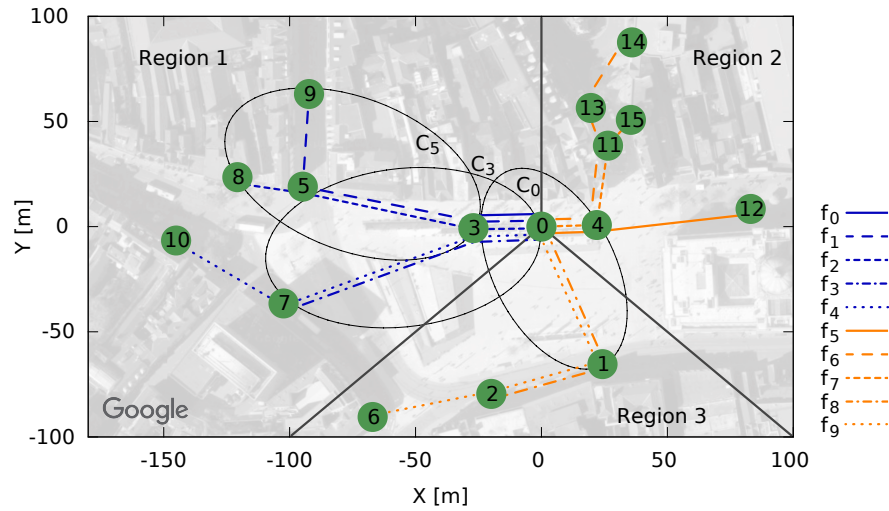 100
50
0
-50
-100
Y [m]
-150
-100
-50
0
50
100
X [m]
Region 1
Region 2
Region 3
14
9
13
15
11
C5
C3
C0
8
5
12
3
0
4
10
7
1
2
6
Google
f0
f1
f2
f3
f4
f5
f6
f7
f8
f9